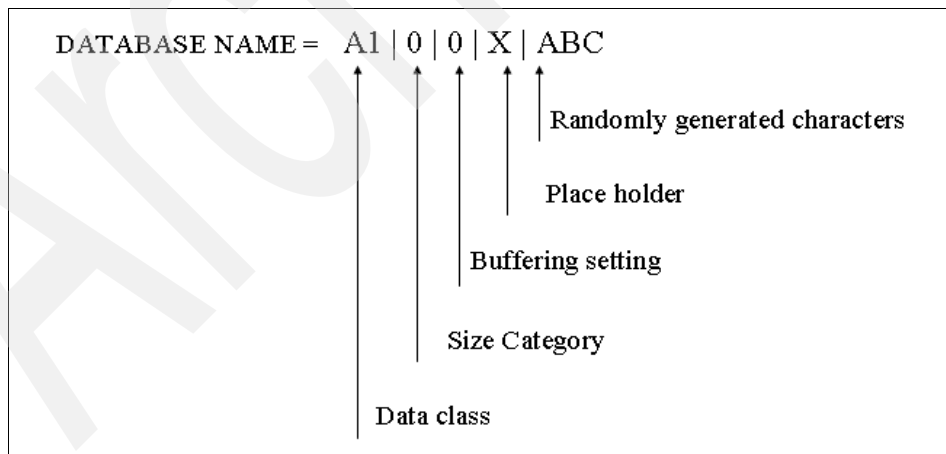 DATABASE NAME = A1 | 0 | 0 | X | ABC
Randomly generated characters
Place holder
Buffering setting
Size Category
Data class